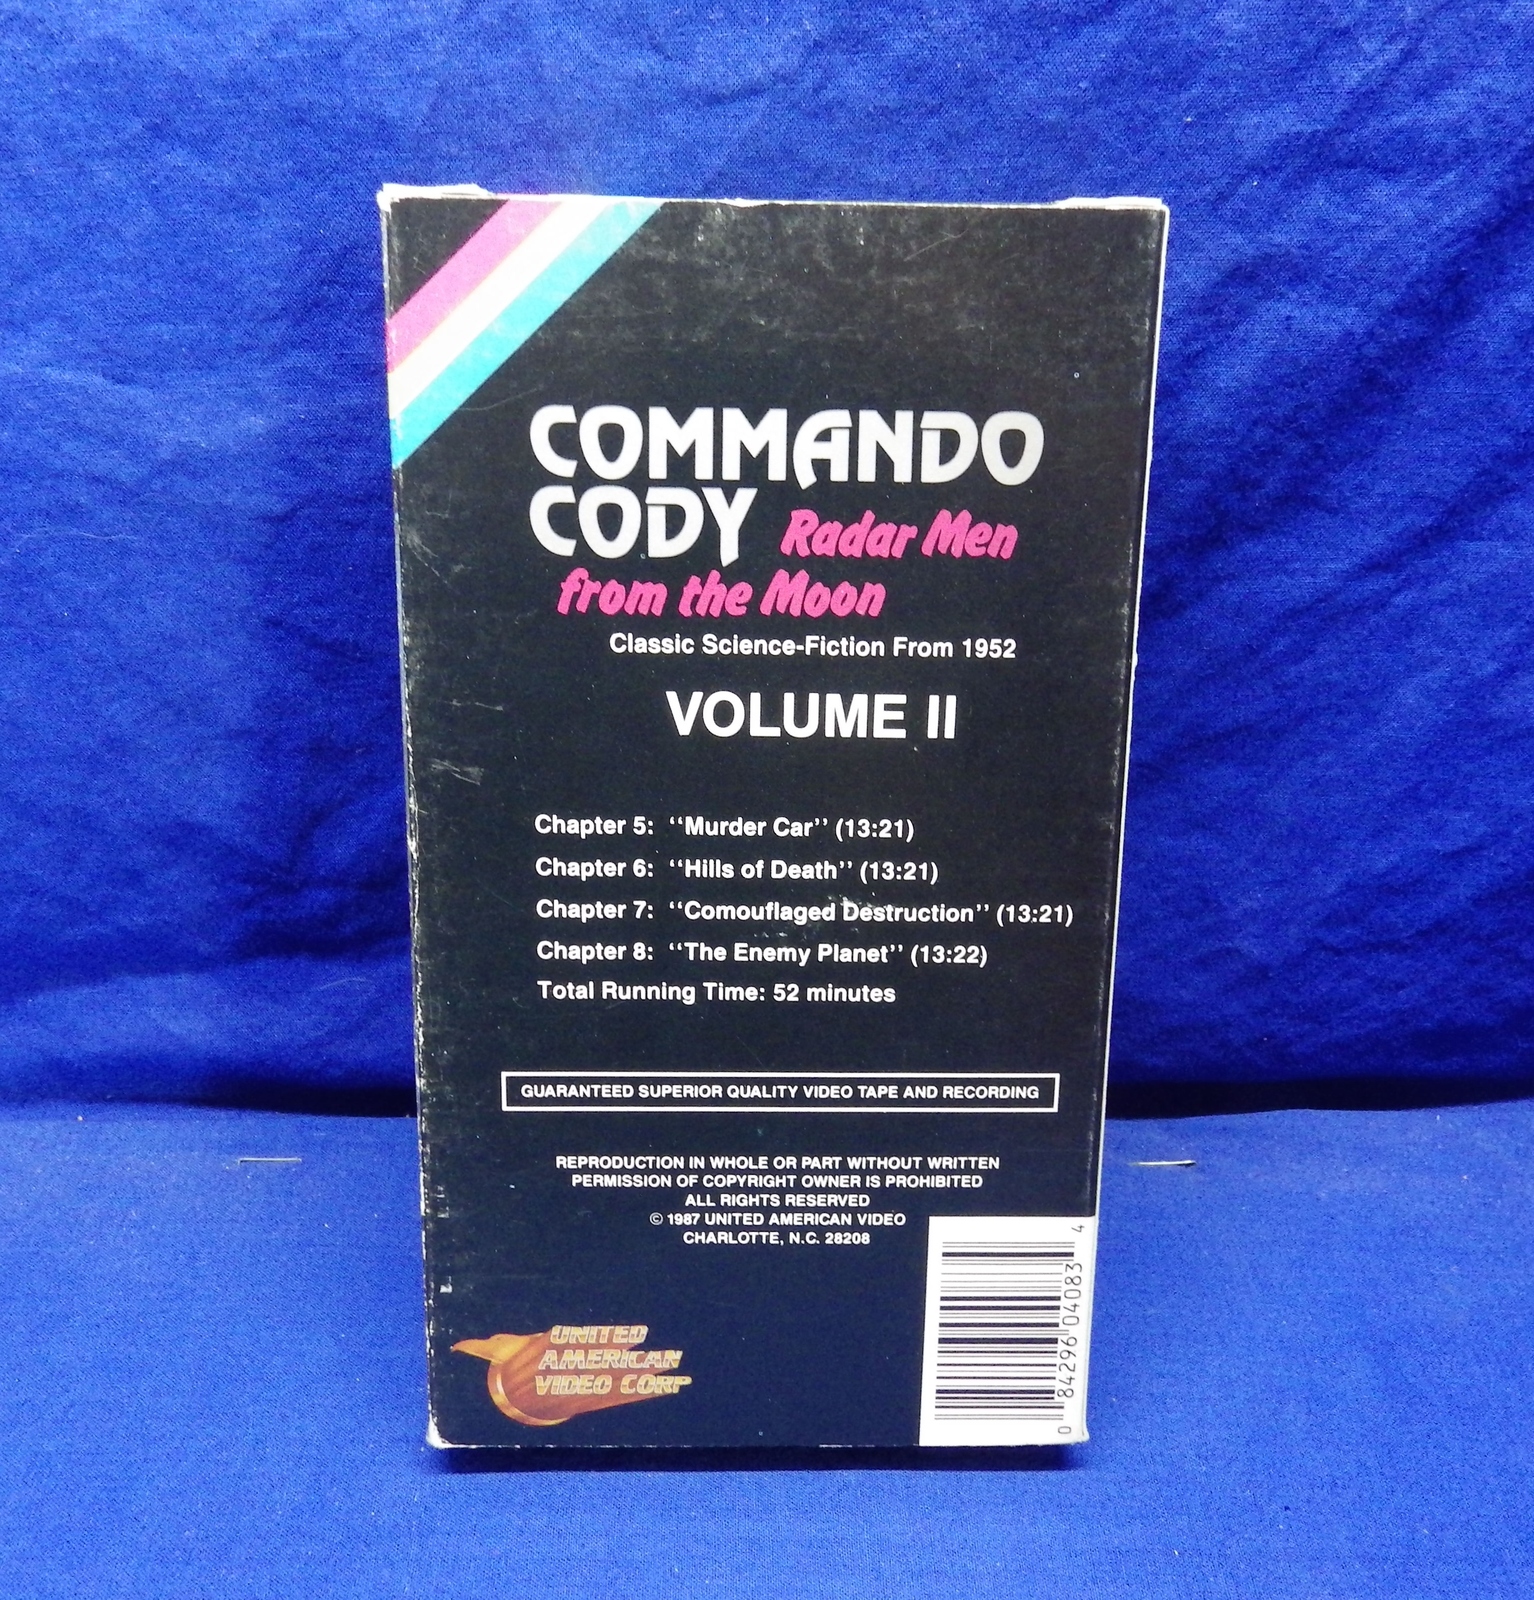 COMMANDO
CODY Radar Men
from the Moon
Classic Science-Fiction From 1952
VOLUME II
Chapter 5: “Murder Car” (13:21)
Chapter 6: “Hills of Death” (13:21)
Chapter 7: “Comouflaged Destruction” (13:21)
Chapter 8: “The Enemy Planet” (13:22)
Total Running Time: 52 minutes
GUARANTEED SUPERIOR QUALITY VIDEO TAPE AND RECORDING
REPRODUCTION IN WHOLE OR PART WITHOUT WRITTEN
PERMISSION OF COPYRIGHT OWNER IS PROHIBITED
ALL RIGHTS RESERVED
© 1987 UNITED AMERICAN VIDEO
CHARLOTTE, N.C. 28208
UNITED
AMERICAN
VIDEO CORP
0 84296 04083 4